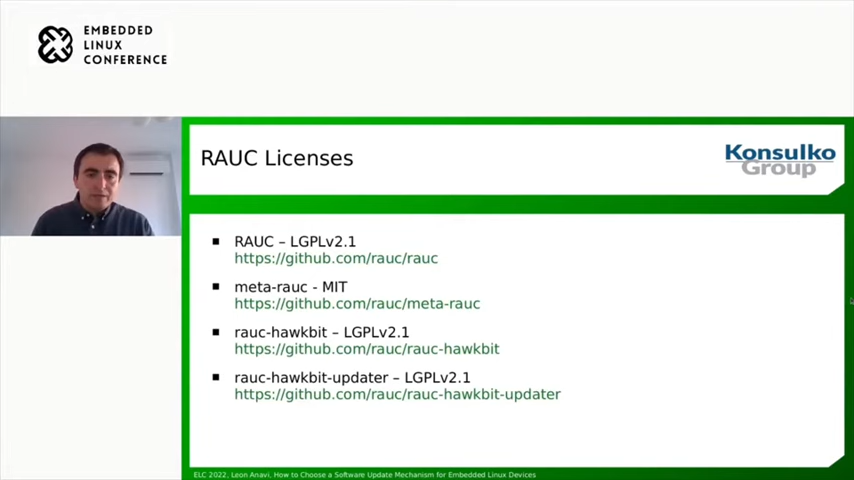 EMBEDDED
LINUX
CONFERENCE
RAUC Licenses
Konsulko
Group
RAUC – LGPLv2.1
https://github.com/rauc/rauc
meta-rauc - MIT
https://github.com/rauc/meta-rauc
rauc-hawkbit – LGPLv2.1
https://github.com/rauc/rauc-hawkbit
rauc-hawkbit-updater – LGPLv2.1
https://github.com/rauc/rauc-hawkbit-updater
ELC 2022, Leon Anavi, How to Choose a Software Update Mechanism for Embedded Linux Devices